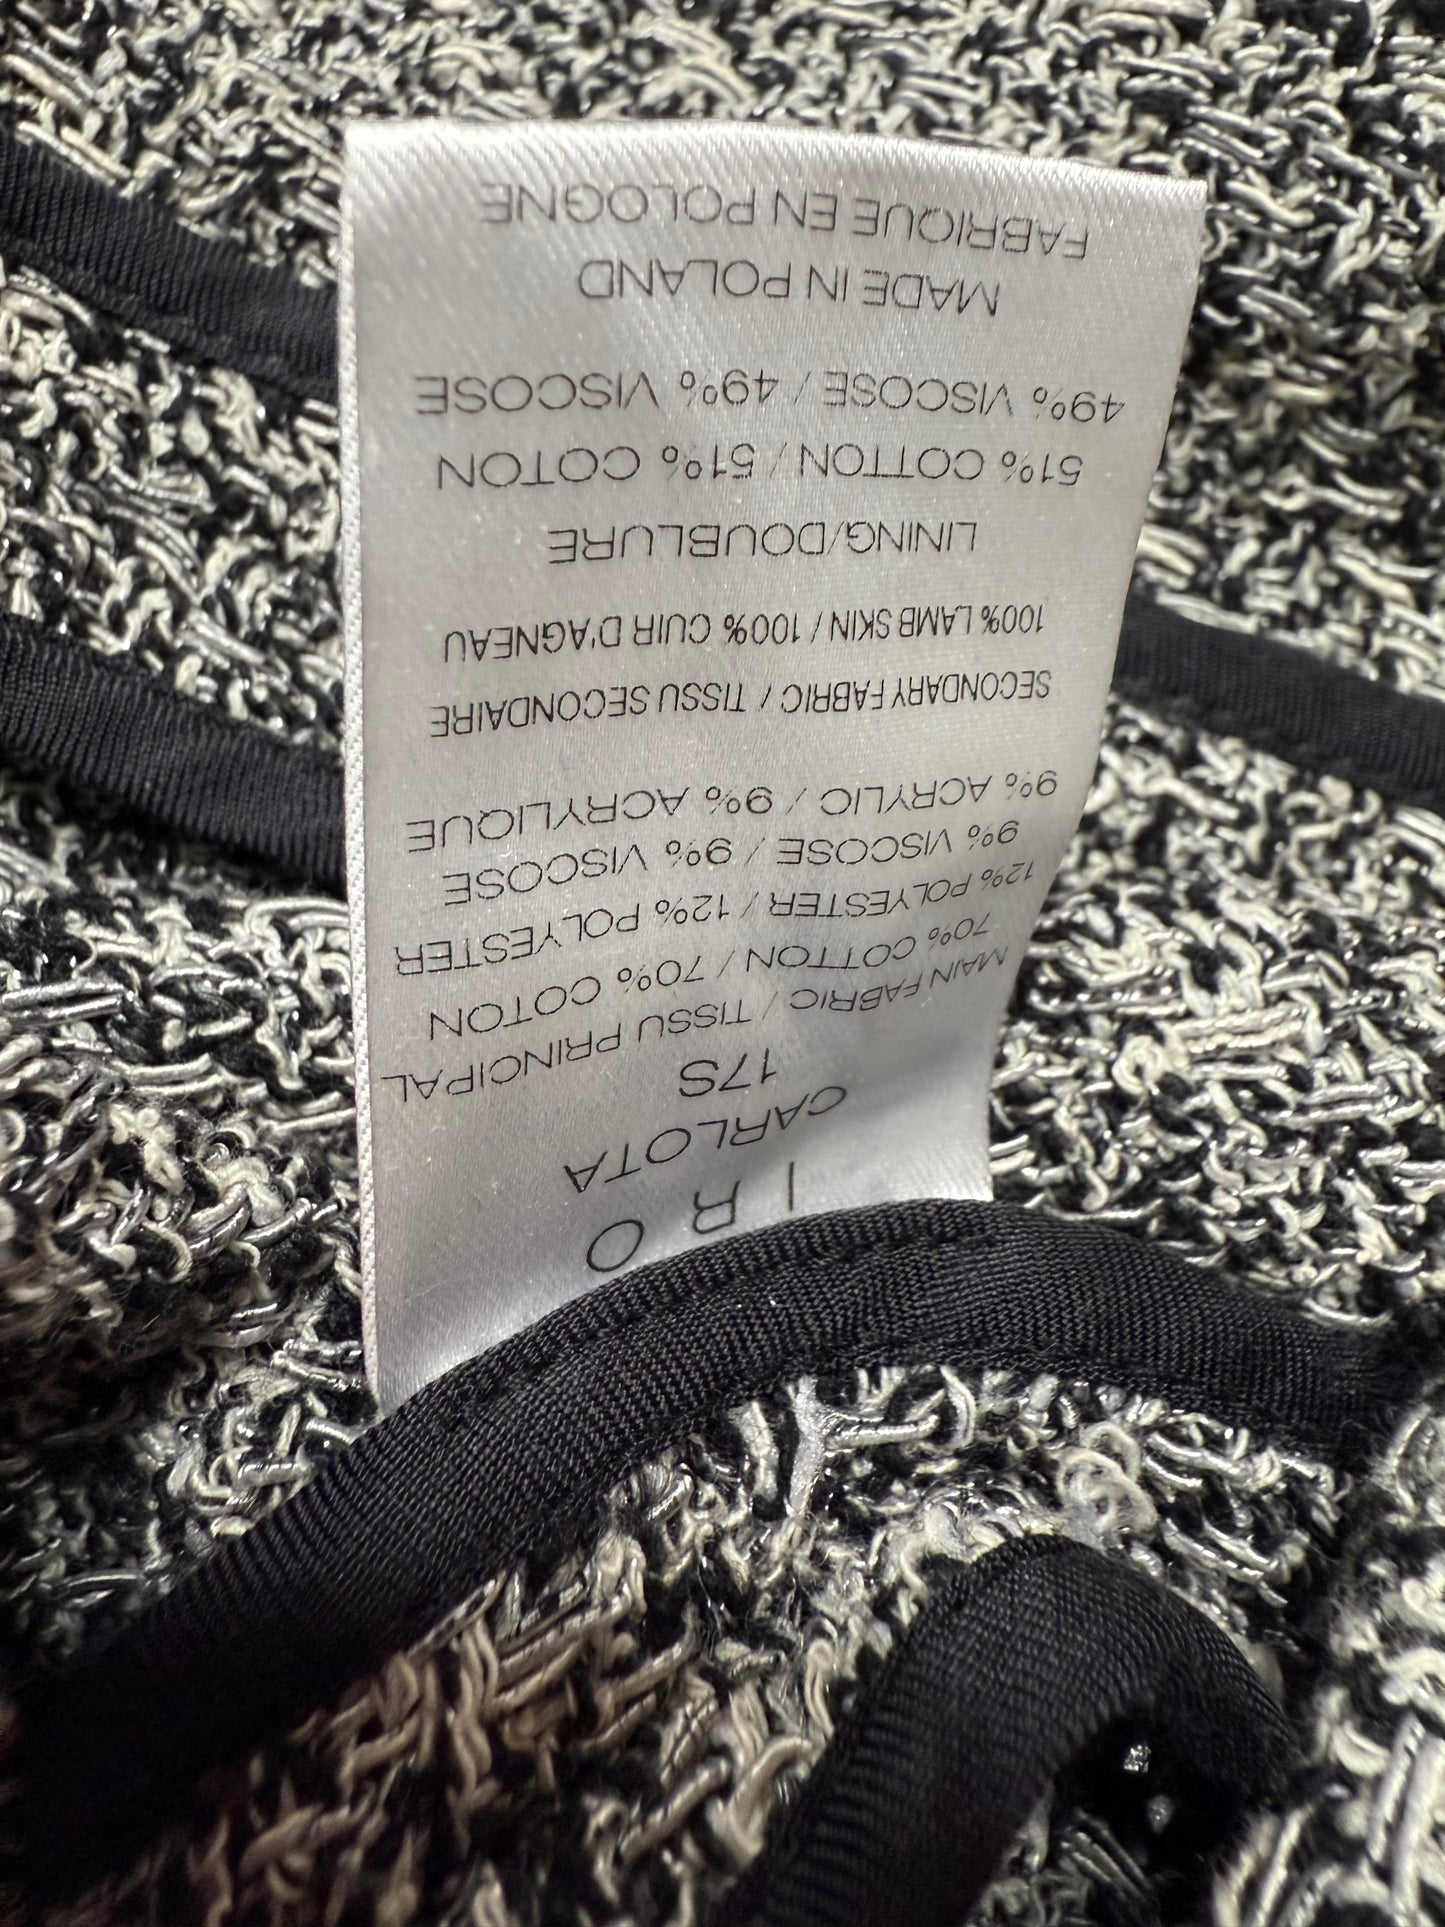 IRO
CARLOTA
17S
MAIN FABRIC / TISSU PRINCIPAL
70% COTTON / 70% COTON
12% POLYESTER / 12% POLYESTER
9% VISCOSE / 9% VISCOSE
9% ACRYLIC / 9% ACRYLIQUE
SECONDARY FABRIC / TISSU SECONDAIRE
100% LAMB SKIN / 100% CUIR D'AGNEAU
LINING/DOUBLURE
51% COTTON / 51% COTON
49% VISCOSE / 49% VISCOSE
MADE IN POLAND
FABRIQUE EN POLOGNE